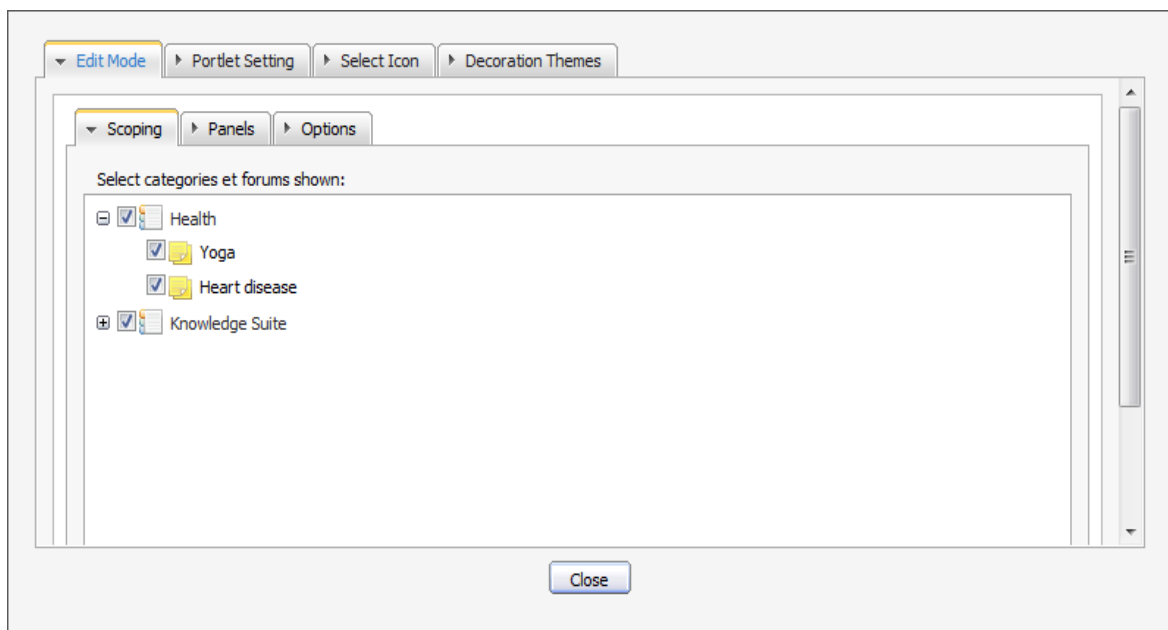 Edit Mode Portlet Setting Select Icon Decoration Themes
Scoping Panels Options
Select categories et forums shown:
Health
Yoga
Heart disease
Knowledge Suite
Close